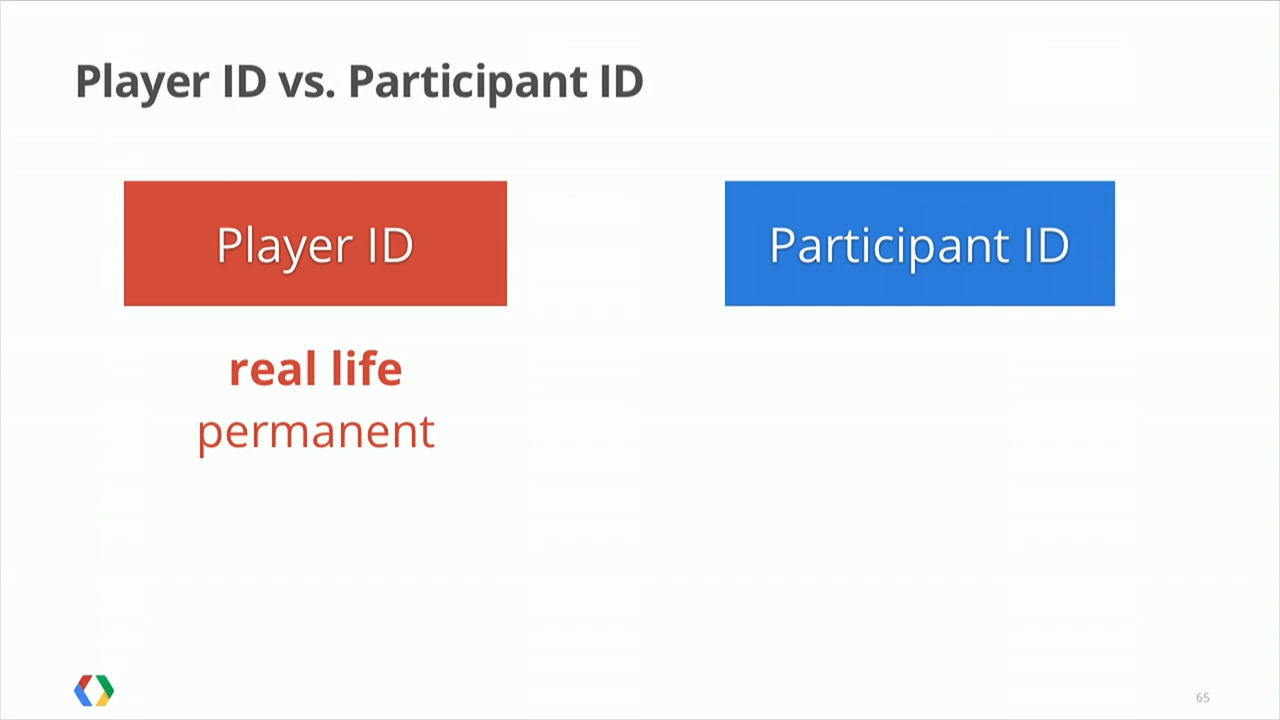 Player ID vs. Participant ID
Player ID
Participant ID
real life
permanent
65